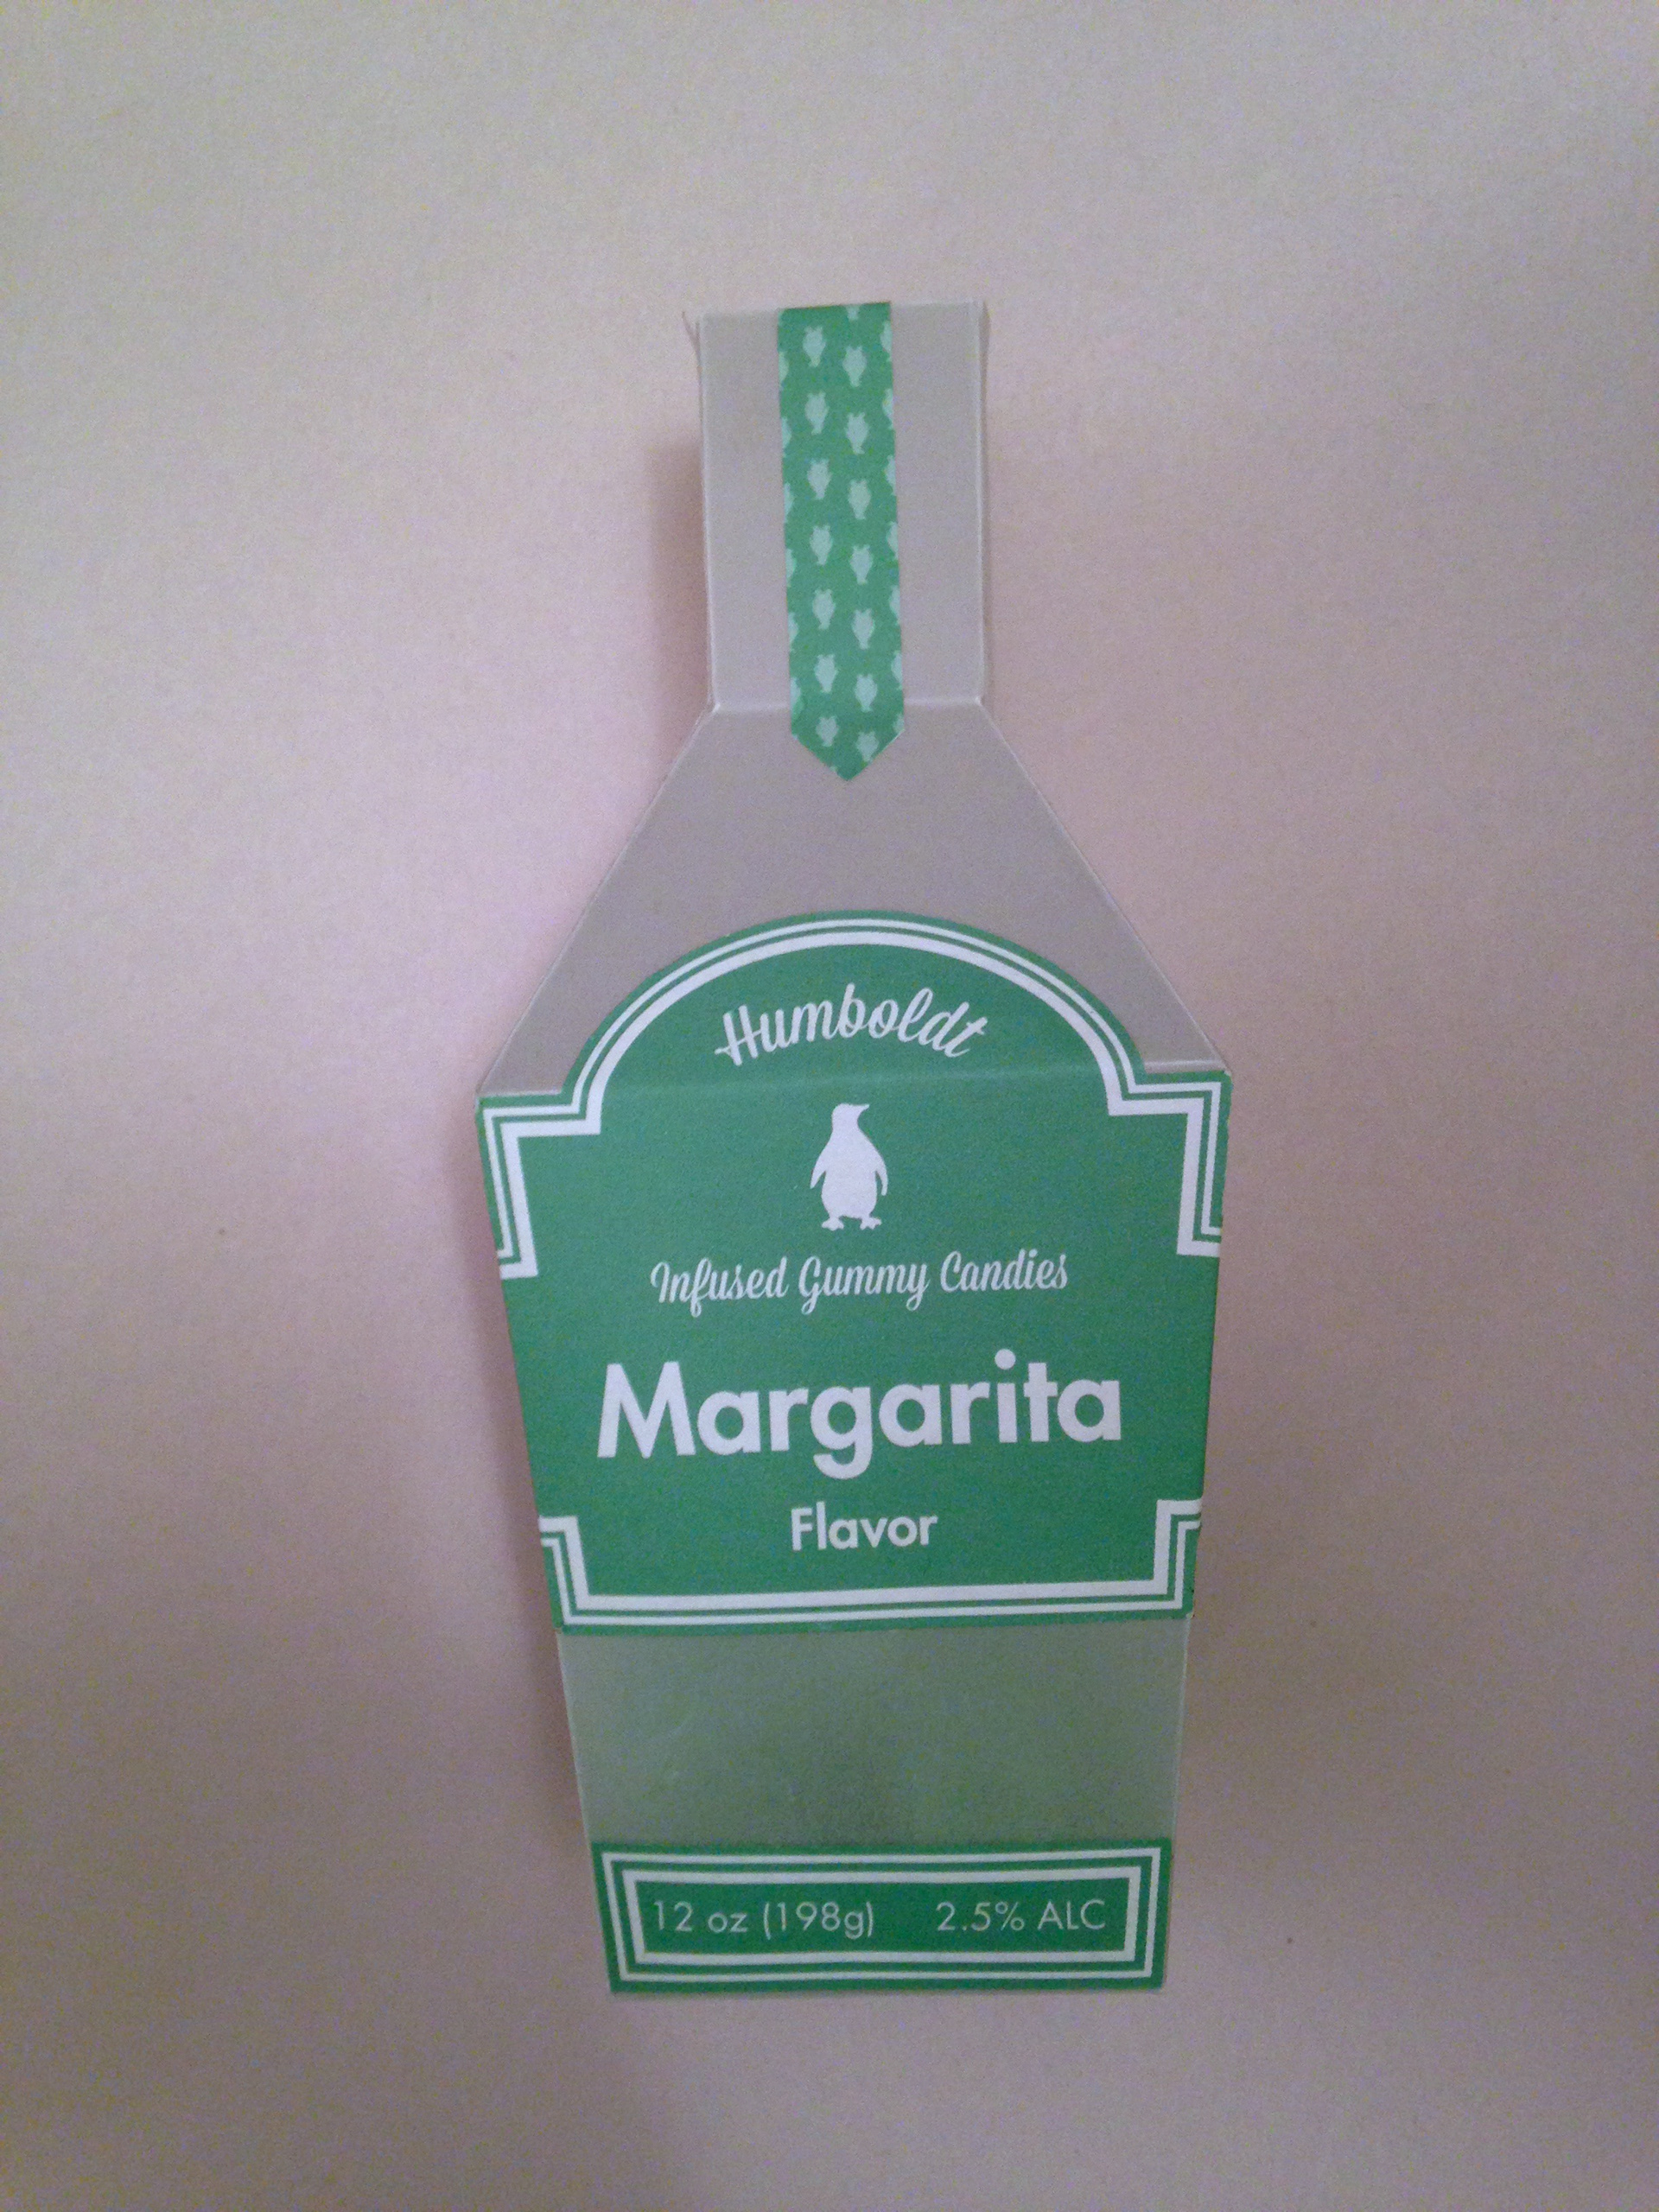 Humboldt
Infused Gummy Candies
Margarita
Flavor
12 oz (198g) 2.5% ALC